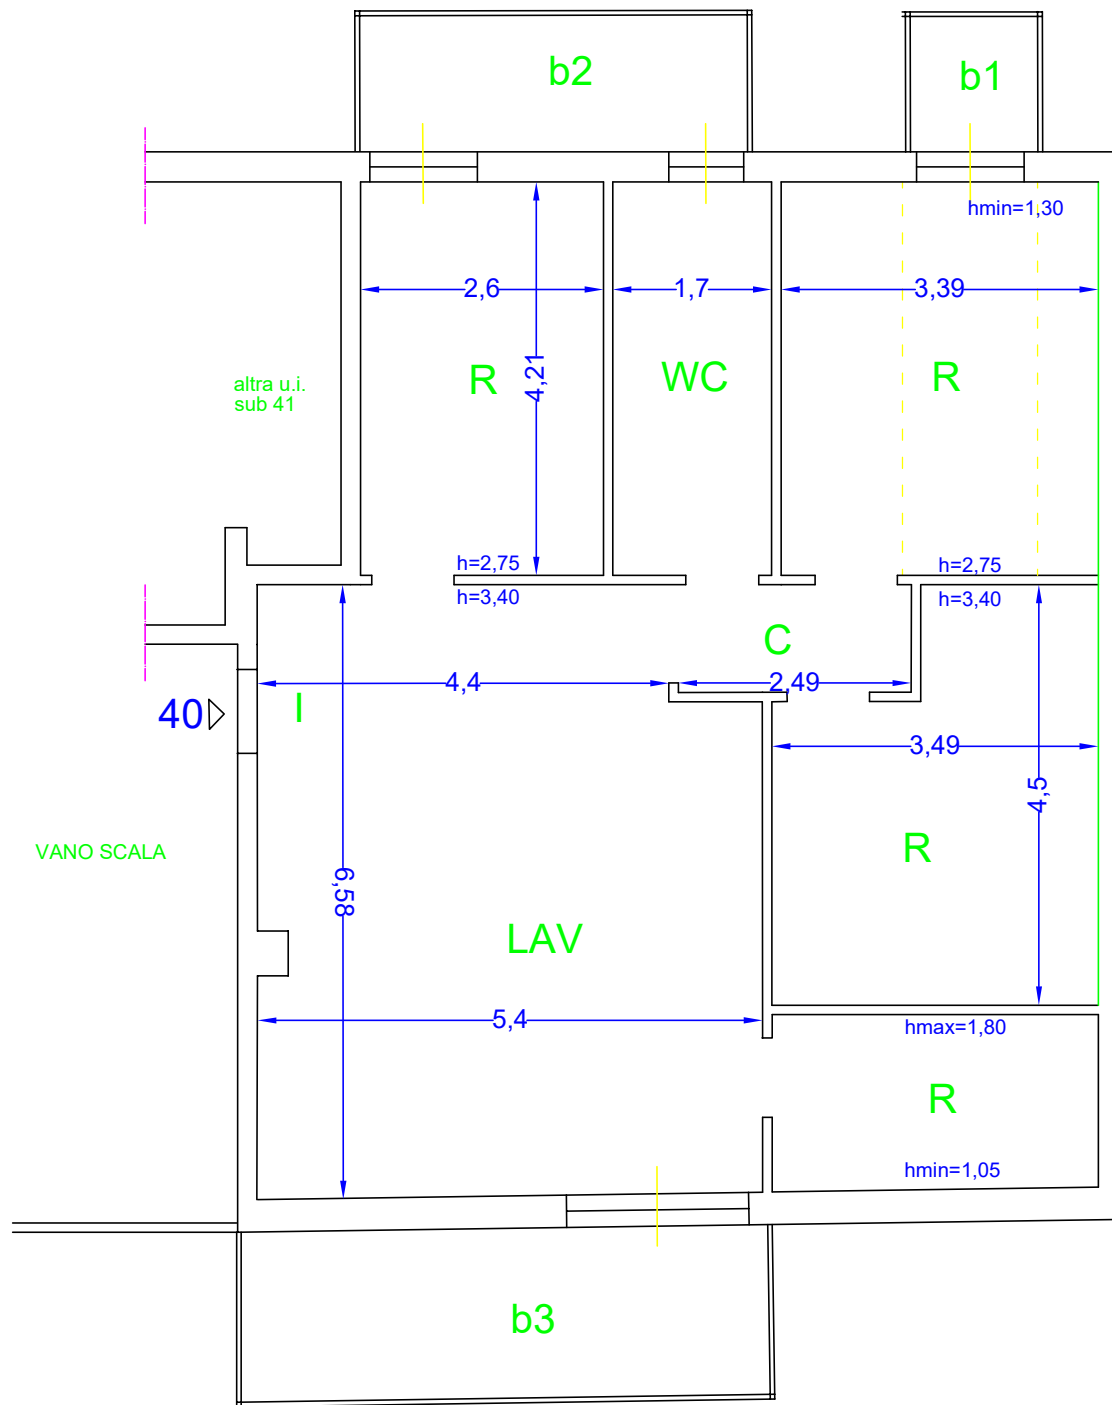 b2
b1
hmin=1,30
2,6
1,7
3,39
R
4,21
WC
R
altra u.i.
sub 41
h=2,75
h=3,40
h=2,75
h=3,40
C
4,4
2,49
40
I
3,49
4,5
VANO SCALA
R
6,58
LAV
5,4
hmax=1,80
R
hmin=1,05
b3